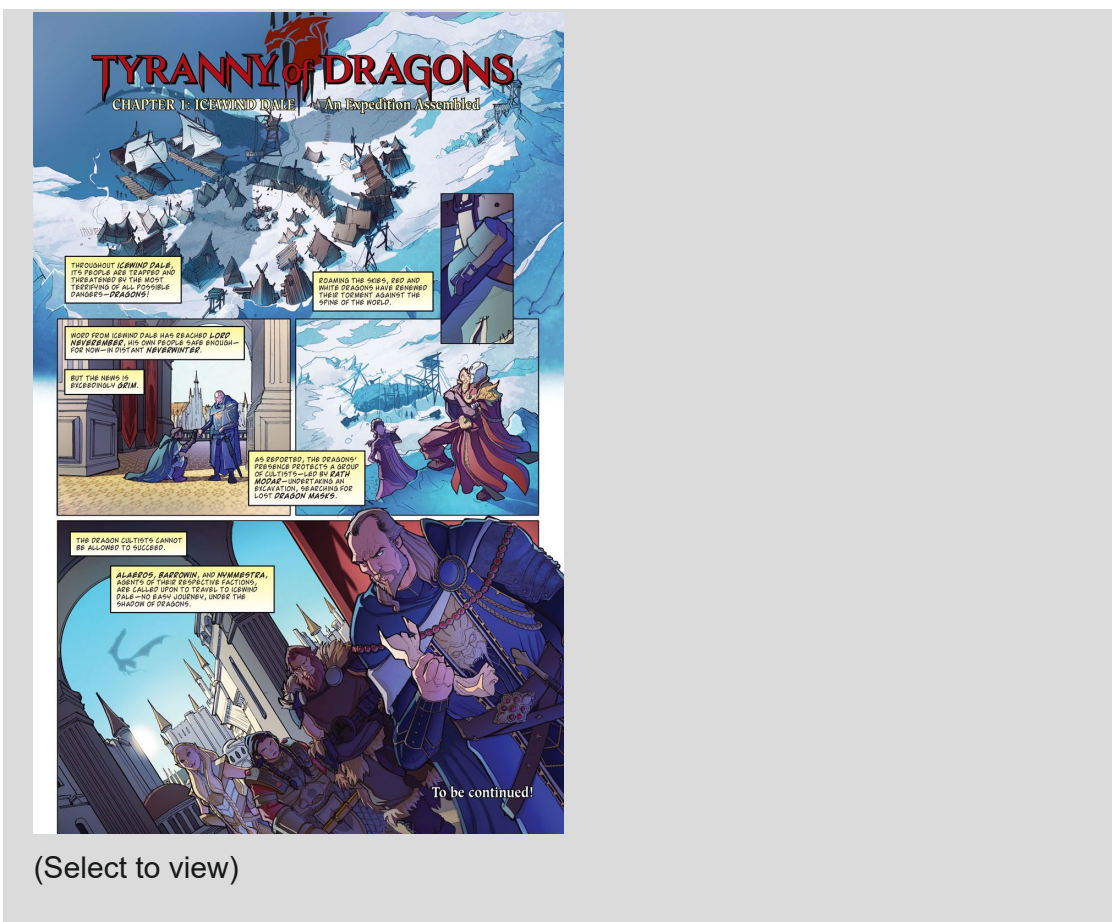 TYRANNY of DRAGONS
CHAPTER 1: ICEWIND DALE
An Expedition Assembled
THROUGHOUT ICEWIND DALE,
ITS PEOPLE ARE TRAPPED AND
THREATENED BY THE MOST
TERRIFYING OF ALL POSSIBLE
DANGERS—DRAGONS!
ROAMING THE SKIES, RED AND
WHITE DRAGONS HAVE RENEWED
THEIR TORMENT AGAINST THE
SPINE OF THE WORLD.
WORD FROM ICEWIND DALE HAS REACHED LORD
NEVEREMBER, HIS OWN PEOPLE SAFE ENOUGH—
FOR NOW—IN DISTANT NEVERWINTER.
BUT THE NEWS IS
EXCEEDINGLY GRIM.
AS REPORTED, THE DRAGONS'
PRESENCE PROTECTS A GROUP
OF CULTISTS—LED BY RATH
MODAR—UNDERTAKING AN
EXCAVATION, SEARCHING FOR
LOST DRAGON MASKS.
THE DRAGON CULTISTS CANNOT
BE ALLOWED TO SUCCEED.
ALAEROS, BARROWIN, AND NYMMESTRA,
AGENTS OF THEIR RESPECTIVE FACTIONS,
ARE CALLED UPON TO TRAVEL TO ICEWIND
DALE—NO EASY JOURNEY, UNDER THE
SHADOW OF DRAGONS.
To be continued!
(Select to view)